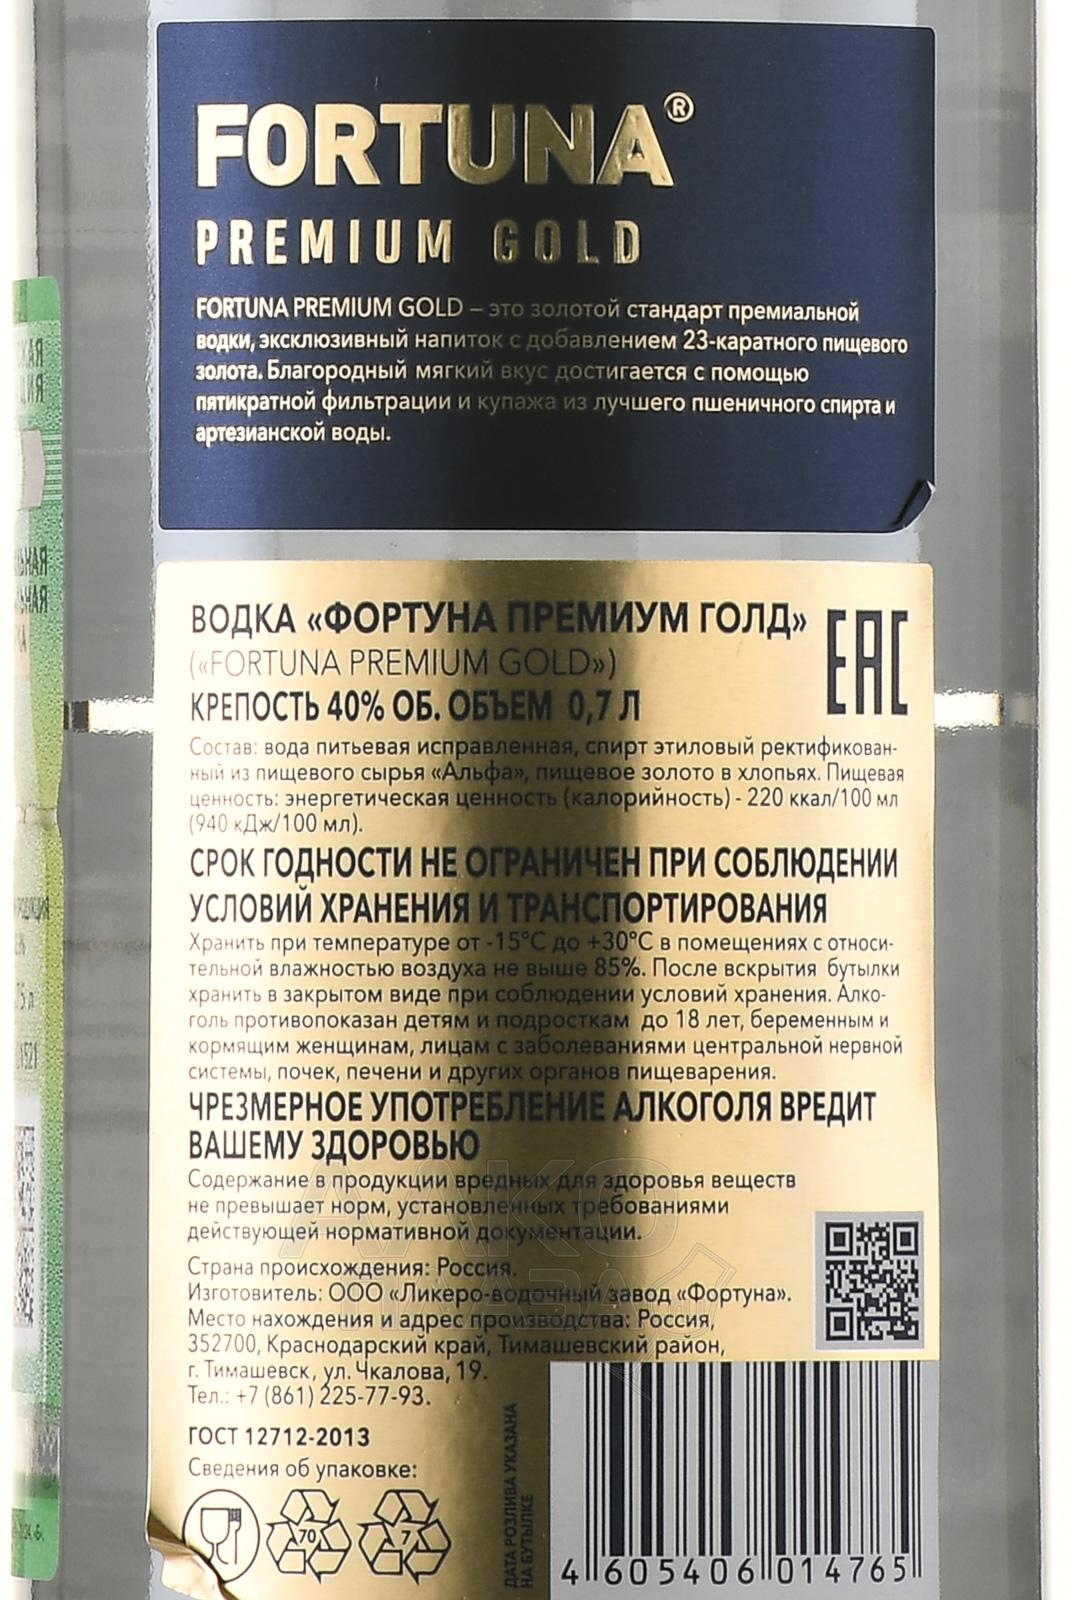 FORTUNA®
PREMIUM GOLD
FORTUNA PREMIUM GOLD – это золотой стандарт премиальной
водки, эксклюзивный напиток с добавлением 23-каратного пищевого
золота. Благородный мягкий вкус достигается с помощью
пятикратной фильтрации и купажа из лучшего пшеничного спирта и
артезианской воды.
ВОДКА «ФОРТУНА ПРЕМИУМ ГОЛД»
(«FORTUNA PREMIUM GOLD»)
EAC
КРЕПОСТЬ 40% ОБ. ОБЪЕМ 0,7 Л
Состав: вода питьевая исправленная, спирт этиловый ректификован-
ный из пищевого сырья «Альфа», пищевое золото в хлопьях. Пищевая
ценность: энергетическая ценность (калорийность) - 220 ккал/100 мл
(940 кДж/100 мл).
СРОК ГОДНОСТИ НЕ ОГРАНИЧЕН ПРИ СОБЛЮДЕНИИ
УСЛОВИЙ ХРАНЕНИЯ И ТРАНСПОРТИРОВАНИЯ
Хранить при температуре от -15°С до +30°С в помещениях с относи-
тельной влажностью воздуха не выше 85%. После вскрытия бутылки
хранить в закрытом виде при соблюдении условий хранения. Алко-
голь противопоказан детям и подросткам до 18 лет, беременным и
кормящим женщинам, лицам с заболеваниями центральной нервной
системы, почек, печени и других органов пищеварения.
ЧРЕЗМЕРНОЕ УПОТРЕБЛЕНИЕ АЛКОГОЛЯ ВРЕДИТ
ВАШЕМУ ЗДОРОВЬЮ
Содержание в продукции вредных для здоровья веществ
не превышает норм, установленных требованиями
действующей нормативной документации.
Страна происхождения: Россия.
Изготовитель: ООО «Ликеро-водочный завод «Фортуна».
Место нахождения и адрес производства: Россия,
352700, Краснодарский край, Тимашевский район,
г. Тимашевск, ул. Чкалова, 19.
Тел.: +7 (861) 225-77-93.
ГОСТ 12712-2013
Сведения об упаковке:
70
7
ДАТА РОЗЛИВА УКАЗАНА
НА БУТЫЛКЕ
4 605406 014765
АЛКО
ПЛАЗА